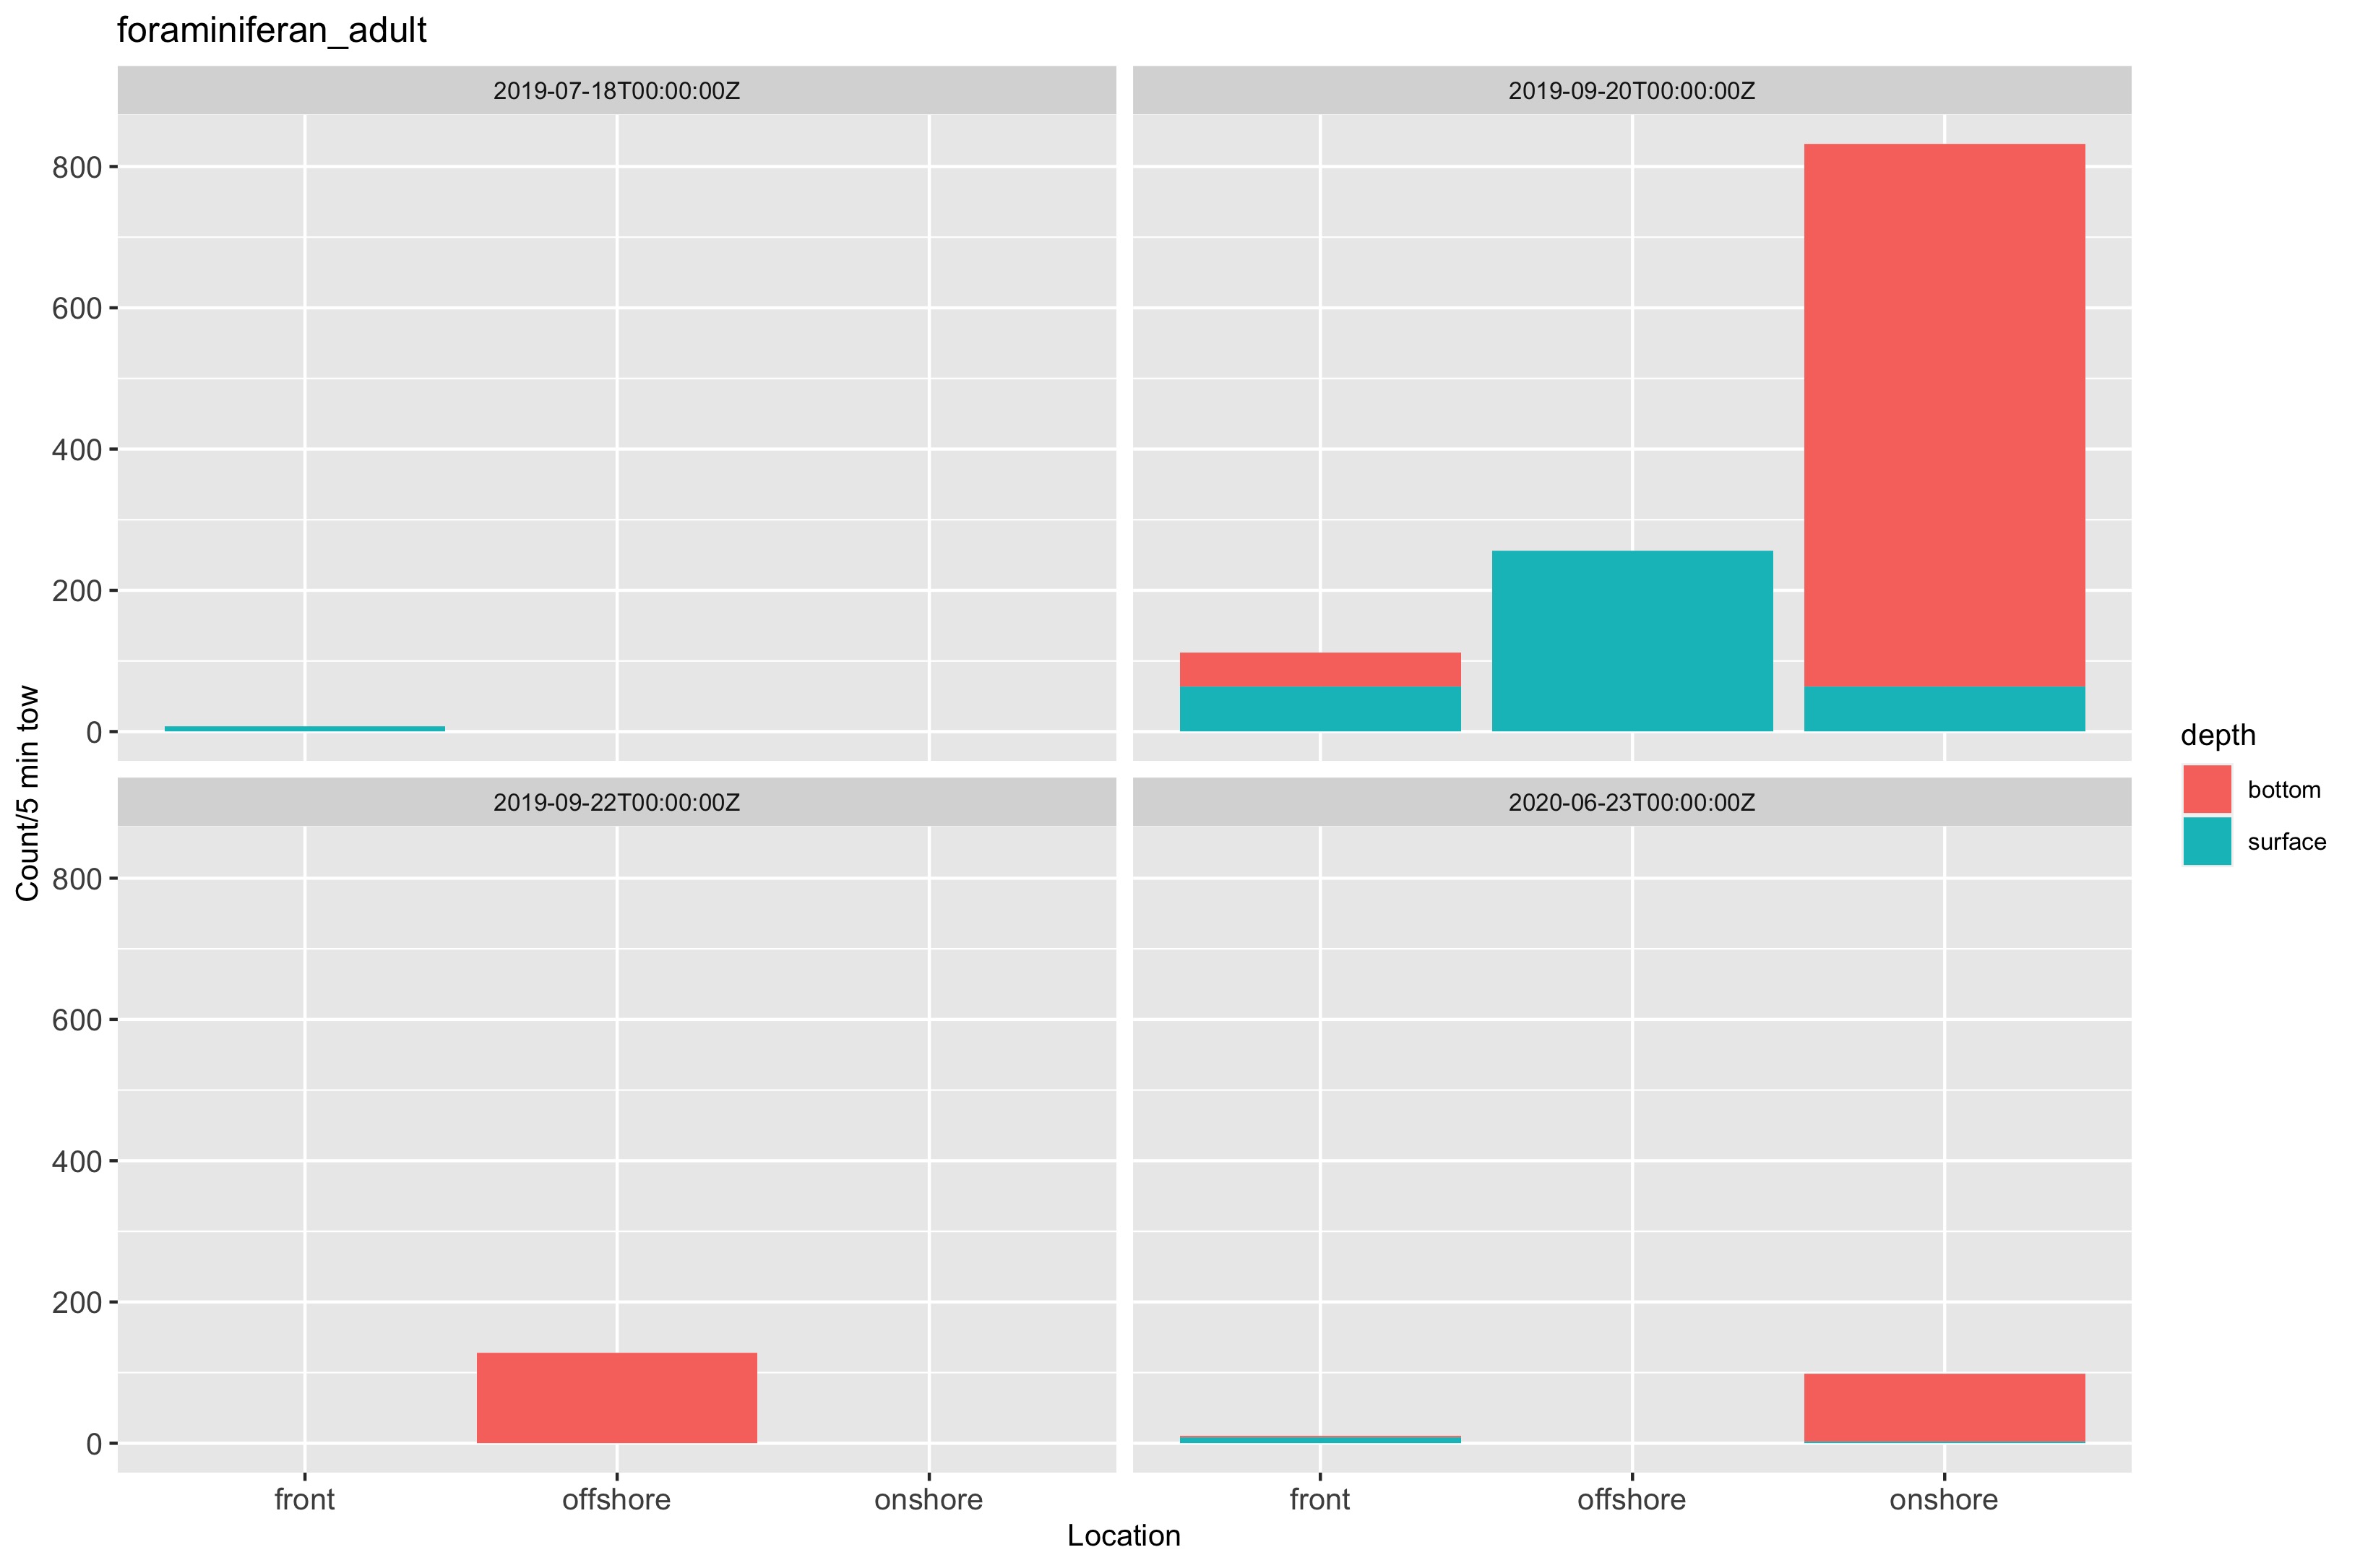 foraminiferan_adult
2019-07-18T00:00:00Z
2019-09-20T00:00:00Z
800
600
400
200
0
2019-09-22T00:00:00Z
2020-06-23T00:00:00Z
800
600
400
200
0
front
offshore
onshore
front
offshore
onshore
Location
Count/5 min tow
depth
bottom
surface